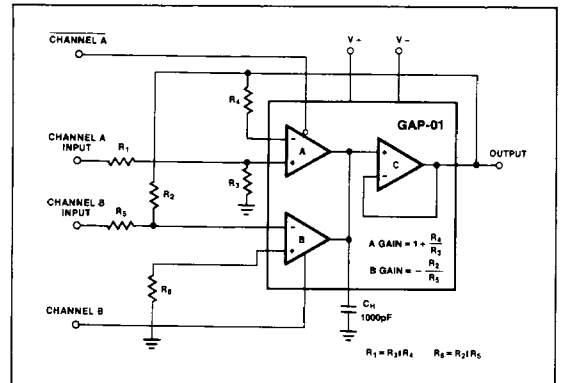 CHANNEL A
V+
V-
R4
GAP-01
CHANNEL A
INPUT
R1
A
C
OUTPUT
R3
R2
CHANNEL B
INPUT
R5
B
A GAIN = 1 + R4/R3
B GAIN = - R2/R5
R6
CH
1000pF
CHANNEL B
R1 = R3‖R4 R6 = R2‖R5